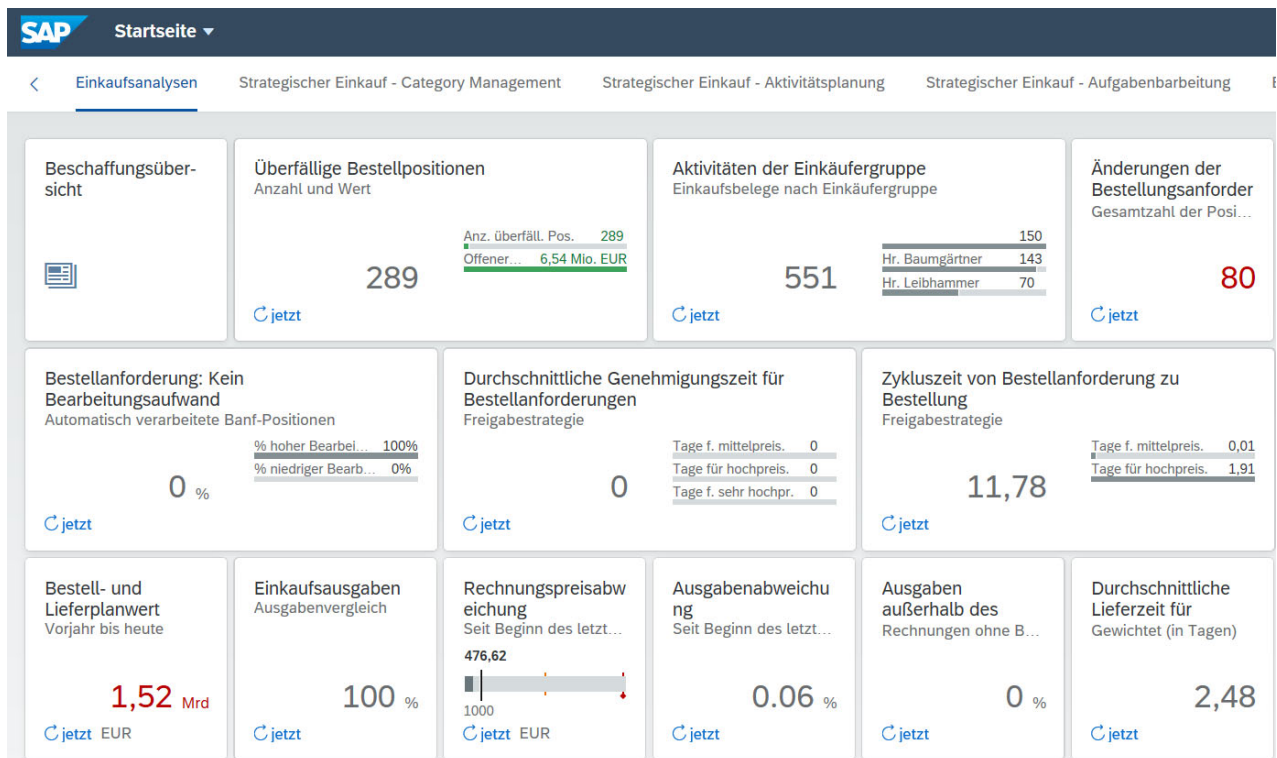 SAP Startseite
Einkaufsanalysen Strategischer Einkauf - Category Management Strategischer Einkauf - Aktivitätsplanung Strategischer Einkauf - Aufgabenbarbeitung
Beschaffungsüber-
sicht
Überfällige Bestellpositionen
Anzahl und Wert
Anz. überfäll. Pos. 289
Offener... 6,54 Mio. EUR
289
jetzt
Aktivitäten der Einkäufergruppe
Einkaufsbelege nach Einkäufergruppe
150
Hr. Baumgärtner 143
Hr. Leibhammer 70
551
jetzt
Änderungen der
Bestellungsanforder
Gesamtzahl der Posi...
80
jetzt
Bestellanforderung: Kein
Bearbeitungsaufwand
Automatisch verarbeitete Banf-Positionen
% hoher Bearbei... 100%
% niedriger Bearb... 0%
0 %
jetzt
Durchschnittliche Genehmigungszeit für
Bestellanforderungen
Freigabestrategie
Tage f. mittelpreis. 0
Tage für hochpreis. 0
Tage f. sehr hochpr. 0
0
jetzt
Zykluszeit von Bestellanforderung zu
Bestellung
Freigabestrategie
Tage f. mittelpreis. 0,01
Tage für hochpreis. 1,91
11,78
jetzt
Bestell- und
Lieferplanwert
Vorjahr bis heute
1,52 Mrd
jetzt EUR
Einkaufsausgaben
Ausgabenvergleich
100 %
jetzt
Rechnungspreisabw
eichung
Seit Beginn des letzt...
476,62
1000
jetzt EUR
Ausgabenabweichu
ng
Seit Beginn des letzt...
0.06 %
jetzt
Ausgaben
außerhalb des
Rechnungen ohne B...
0 %
jetzt
Durchschnittliche
Lieferzeit für
Gewichtet (in Tagen)
2,48
jetzt